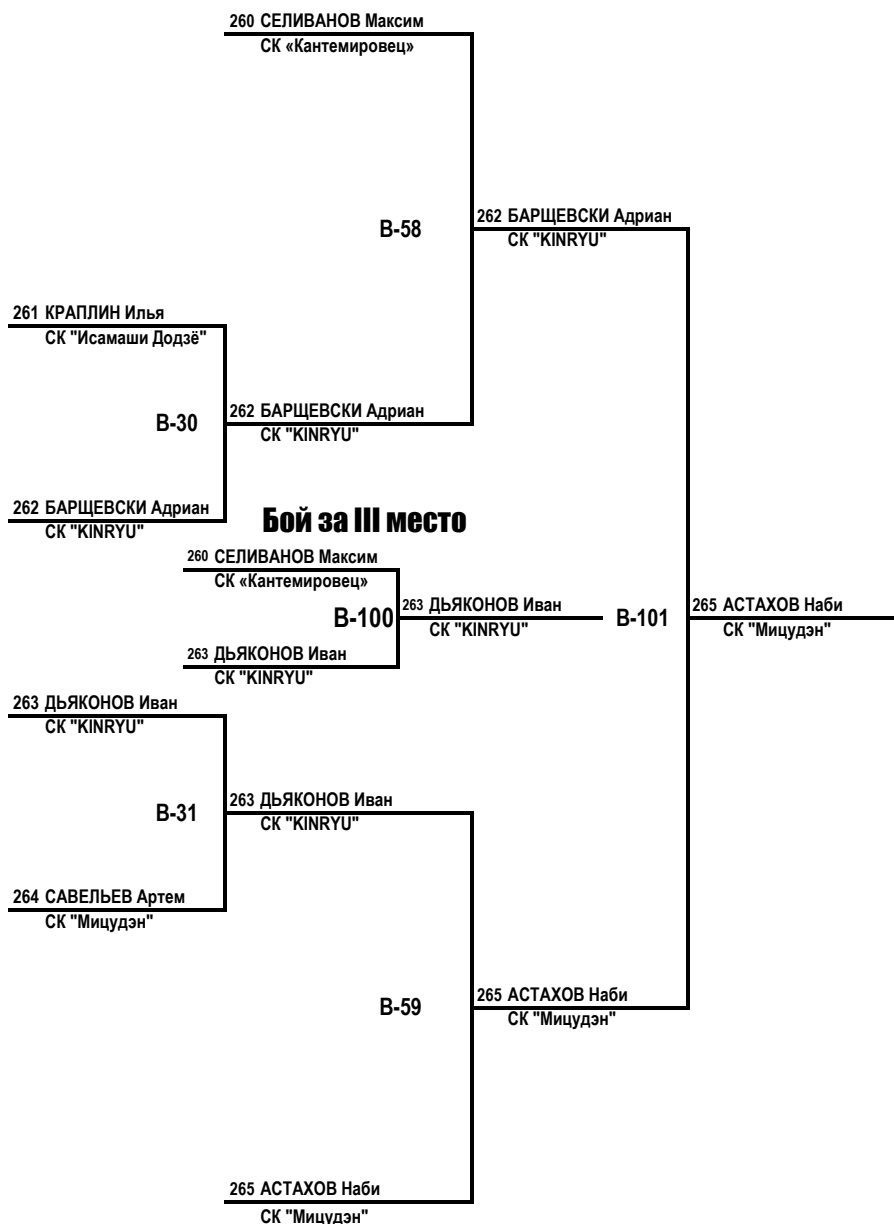 260 СЕЛИВАНОВ Максим
СК «Кантемировец»
В-58
262 БАРЩЕВСКИ Адриан
СК "KINRYU"
261 КРАПЛИН Илья
СК "Исамаши Додзё"
В-30
262 БАРЩЕВСКИ Адриан
СК "KINRYU"
262 БАРЩЕВСКИ Адриан
СК "KINRYU"
Бой за III место
260 СЕЛИВАНОВ Максим
СК «Кантемировец»
В-100
263 ДЬЯКОНОВ Иван
СК "KINRYU"
В-101
265 АСТАХОВ Наби
СК "Мицудэн"
263 ДЬЯКОНОВ Иван
СК "KINRYU"
263 ДЬЯКОНОВ Иван
СК "KINRYU"
В-31
263 ДЬЯКОНОВ Иван
СК "KINRYU"
264 САВЕЛЬЕВ Артем
СК "Мицудэн"
В-59
265 АСТАХОВ Наби
СК "Мицудэн"
265 АСТАХОВ Наби
СК "Мицудэн"